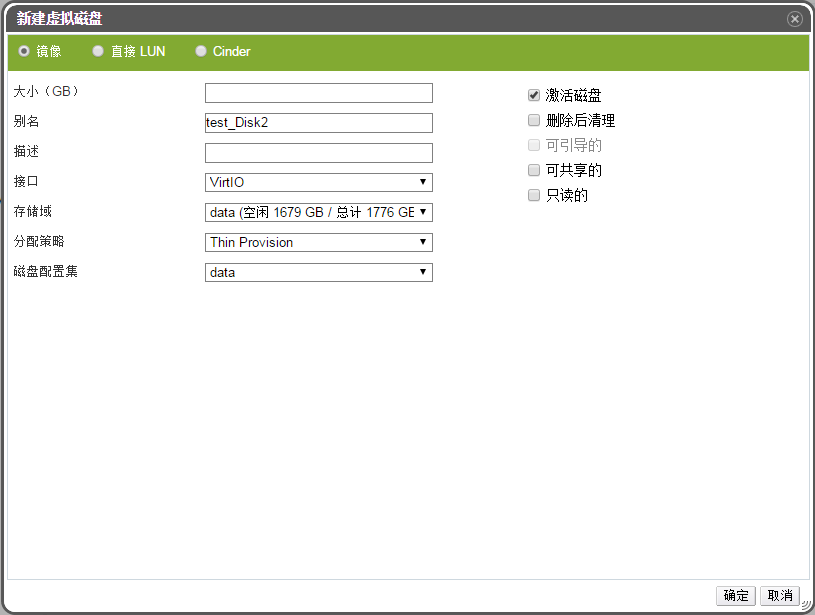 新建虚拟磁盘
镜像 直接 LUN Cinder
大小（GB）
别名 test_Disk2
描述
接口 VirtIO
存储域 data (空闲 1679 GB / 总计 1776 GE
分配策略 Thin Provision
磁盘配置集 data
激活磁盘
删除后清理
可引导的
可共享的
只读的
确定 取消